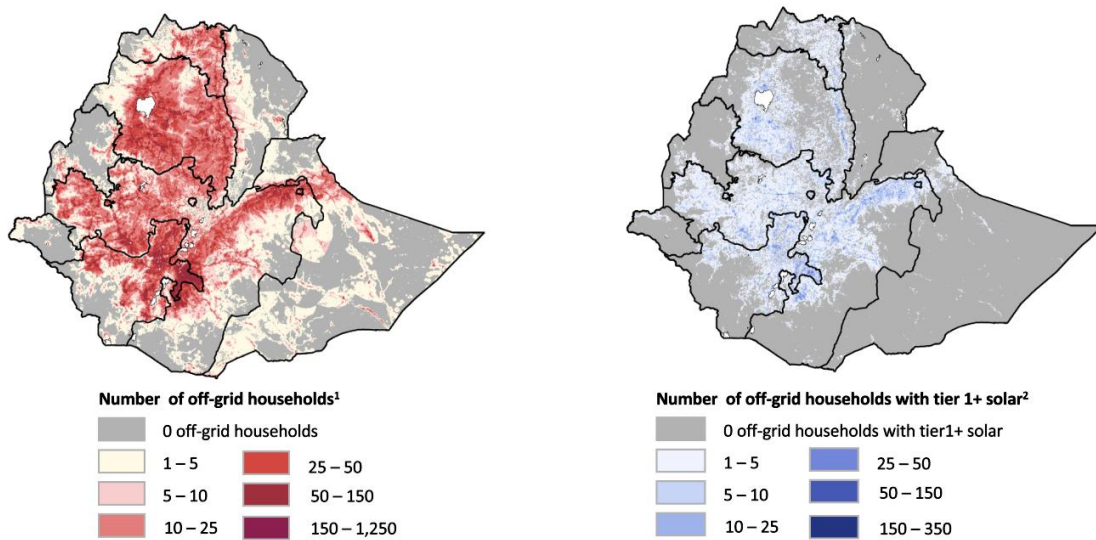 Number of off-grid households¹
0 off-grid households
1 – 5
25 – 50
5 – 10
50 – 150
10 – 25
150 – 1,250
Number of off-grid households with tier 1+ solar²
0 off-grid households with tier1+ solar
1 – 5
25 – 50
5 – 10
50 – 150
10 – 25
150 – 350